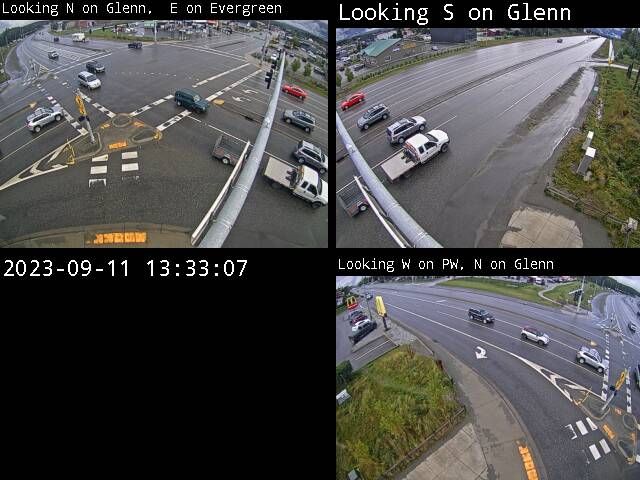 Looking N on Glenn,  E on Evergreen
Looking S on Glenn
2023-09-11 13:33:07
Looking W on PW, N on Glenn